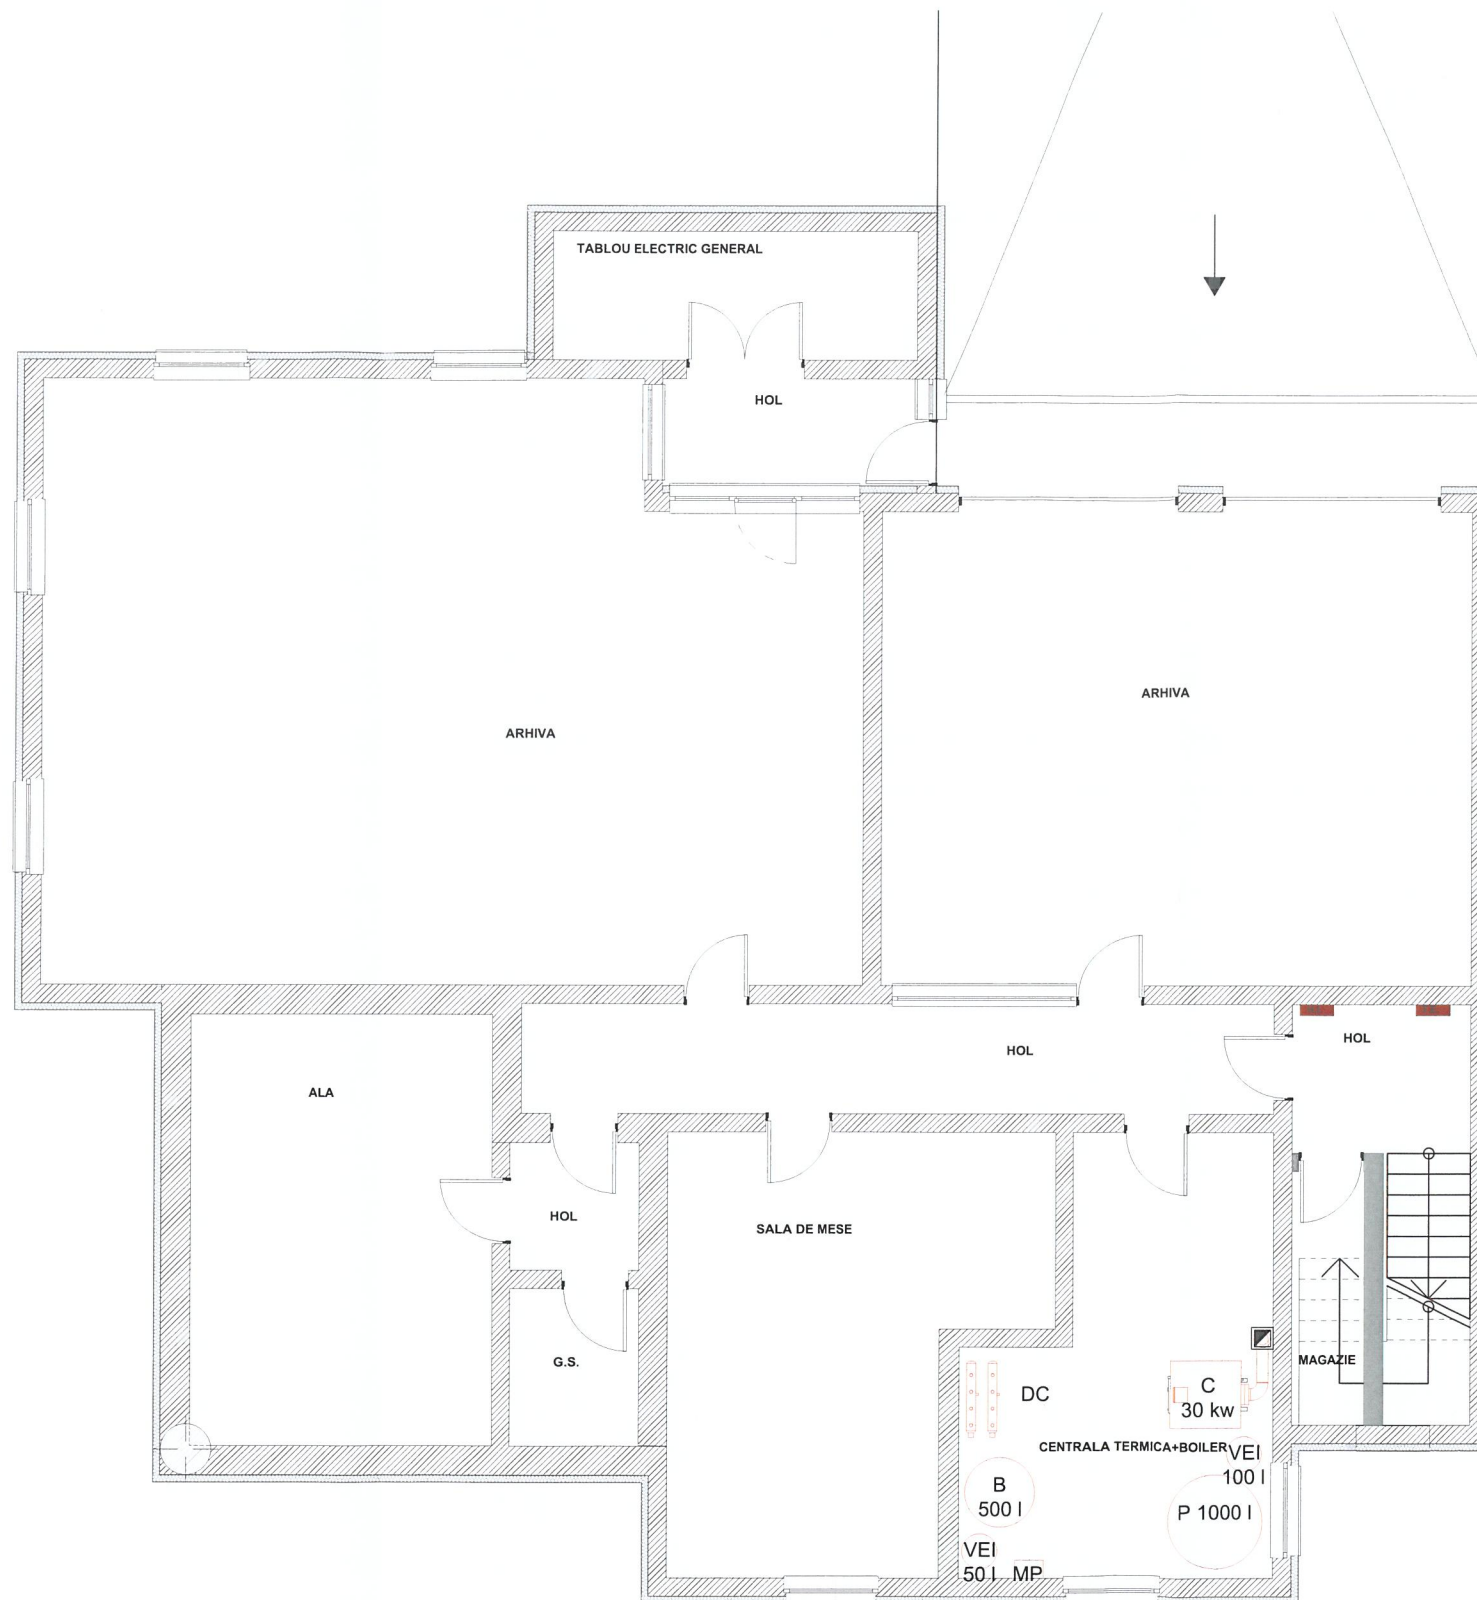 TABLOU ELECTRIC GENERAL
HOL
ARHIVA
ARHIVA
HOL
HOL
ALA
HOL
SALA DE MESE
G.S.
MAGAZIE
DC
C
30 kw
CENTRALA TERMICA+BOILER
VEI
100 l
B
500 l
P 1000 l
VEI
50 l
MP